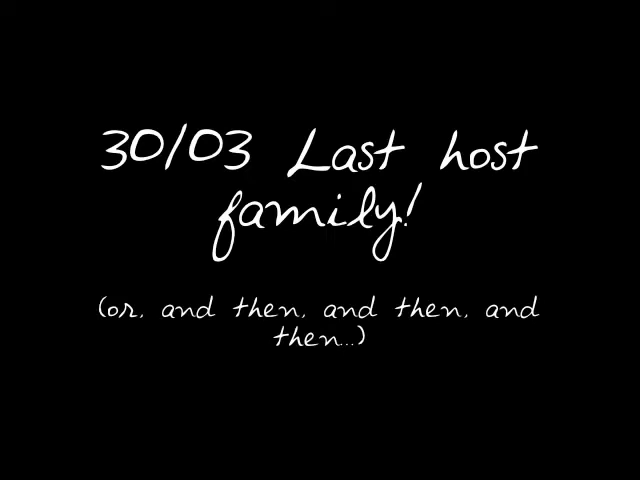 30/03 Last host
family!
(or, and then, and then, and
then...)